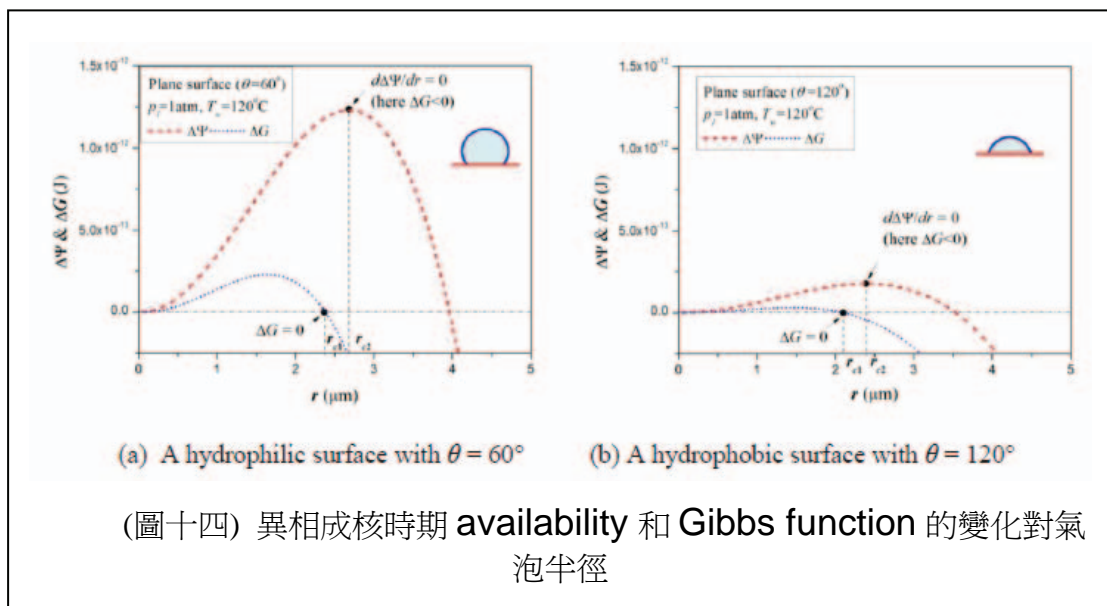 1.5x10⁻¹²
1.0x10⁻¹²
5.0x10⁻¹³
0.0
ΔΨ & ΔG (J)
Plane surface (θ=60°)
p_f=1atm, T_w=120°C
ΔΨ ΔG
dΔΨ/dr = 0
(here ΔG<0)
ΔG = 0
r_c1 r_c2
0 1 2 3 4 5
r (μm)
1.5x10⁻¹²
1.0x10⁻¹²
0.0
ΔΨ & ΔG (J)
Plane surface (θ=120°)
p_f=1atm, T_w=120°C
ΔΨ ΔG
dΔΨ/dr = 0
(here ΔG<0)
ΔG = 0
r_c1 r_c2
0 1 2 3 4 5
r (μm)
(a) A hydrophilic surface with θ = 60°
(b) A hydrophobic surface with θ = 120°
(圖十四) 異相成核時期 availability 和 Gibbs function 的變化對氣
泡半徑